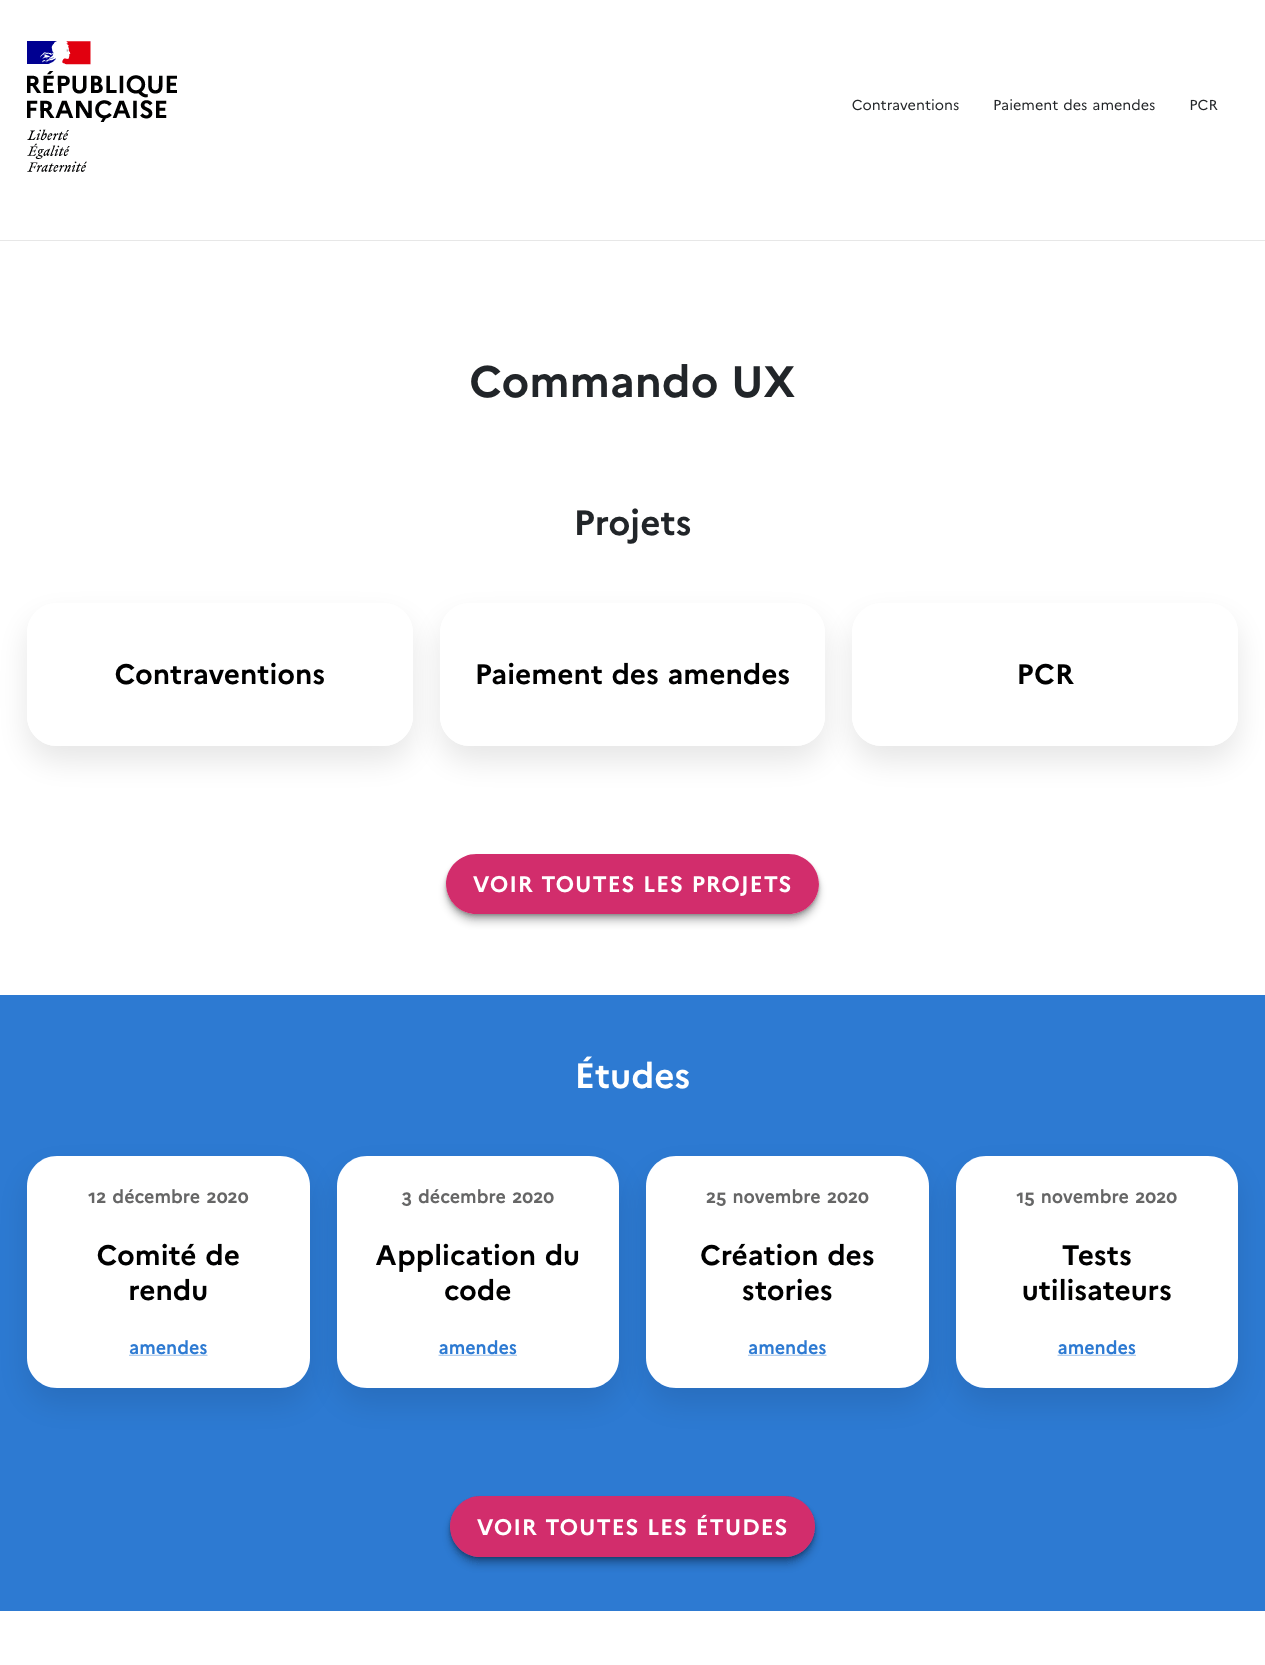 RÉPUBLIQUE
FRANÇAISE
Liberté
Égalité
Fraternité
Contraventions
Paiement des amendes
PCR
Commando UX
Projets
Contraventions
Paiement des amendes
PCR
VOIR TOUTES LES PROJETS
Études
12 décembre 2020
Comité de
rendu
amendes
3 décembre 2020
Application du
code
amendes
25 novembre 2020
Création des
stories
amendes
15 novembre 2020
Tests
utilisateurs
amendes
VOIR TOUTES LES ÉTUDES